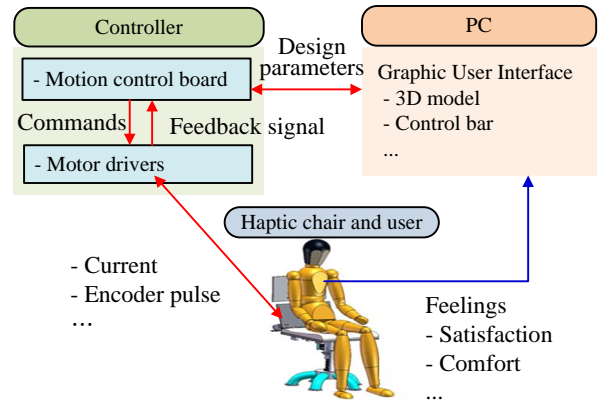 Controller
- Motion control board
Commands
Feedback signal
- Motor drivers
Design
parameters
PC
Graphic User Interface
- 3D model
- Control bar
...
Haptic chair and user
- Current
- Encoder pulse
...
Feelings
- Satisfaction
- Comfort
...